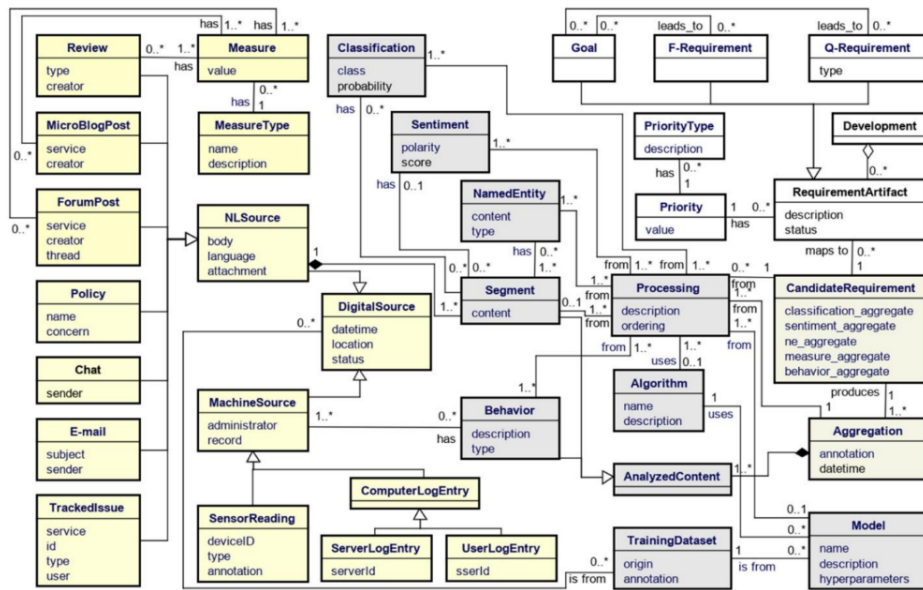 Review
type
creator
MicroBlogPost
service
creator
ForumPost
service
creator
thread
Policy
name
concern
Chat
sender
E-mail
subject
sender
TrackedIssue
service
id
type
user
has
1..*
1..*
0..*
1..*
has
0..*
0..*
Measure
value
0..*
has
1
MeasureType
name
description
NLSource
body
language
attachment
1
1..*
DigitalSource
datetime
location
status
0..*
MachineSource
administrator
record
1..*
0..*
has
SensorReading
deviceID
type
annotation
ComputerLogEntry
ServerLogEntry
serverId
UserLogEntry
sserId
Classification
class
probability
1..*
has
0..*
Sentiment
polarity
score
1..*
has
0..1
NamedEntity
content
type
1..*
has
0..*
1..*
0..*
0..*
Segment
content
0..1
1..*
from
1..*
from
from
1..*
from
1..*
Processing
description
ordering
0..*
from
1
1..*
1..*
from
from
1..*
1..*
uses
0..1
Behavior
description
type
1..*
Algorithm
name
description
1
uses
AnalyzedContent
1..*
TrainingDataset
origin
annotation
0..*
is from
1
0..*
is from
0..1
0..*
Model
name
description
hyperparameters
0..*
0..*
leads_to
leads_to
0..*
Goal
F-Requirement
Q-Requirement
type
PriorityType
description
has
0..*
1
Priority
value
1
0..*
has
Development
0..*
RequirementArtifact
description
status
maps to
0..*
1
CandidateRequirement
classification_aggregate
sentiment_aggregate
ne_aggregate
measure_aggregate
behavior_aggregate
produces
1
1
1..*
Aggregation
annotation
datetime